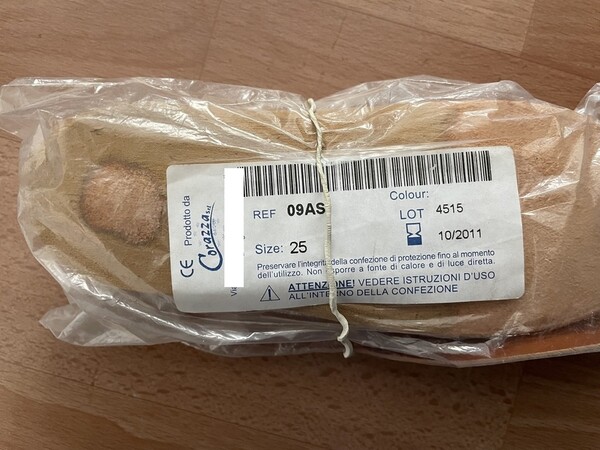 CE
Prodotto da
Corazza Srl
REF 09AS
Size: 25
Colour:
LOT 4515
10/2011
Preservare l'integrità della confezione di protezione fino al momento
dell'utilizzo. Non esporre a fonte di calore e di luce diretta.
ATTENZIONE! VEDERE ISTRUZIONI D'USO
ALL'INTERNO DELLA CONFEZIONE